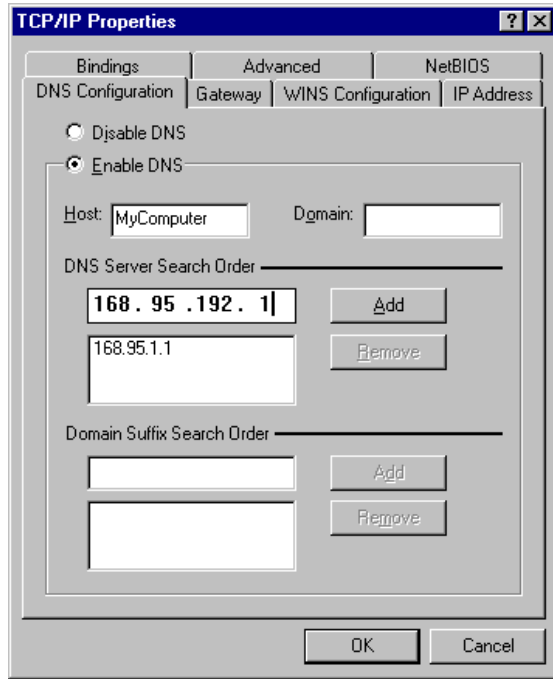 TCP/IP Properties
? X
Bindings Advanced NetBIOS
DNS Configuration Gateway WINS Configuration IP Address
Disable DNS
Enable DNS
Host: MyComputer Domain:
DNS Server Search Order
168 . 95 .192 . 1 Add
168.95.1.1 Remove
Domain Suffix Search Order
Add
Remove
OK Cancel